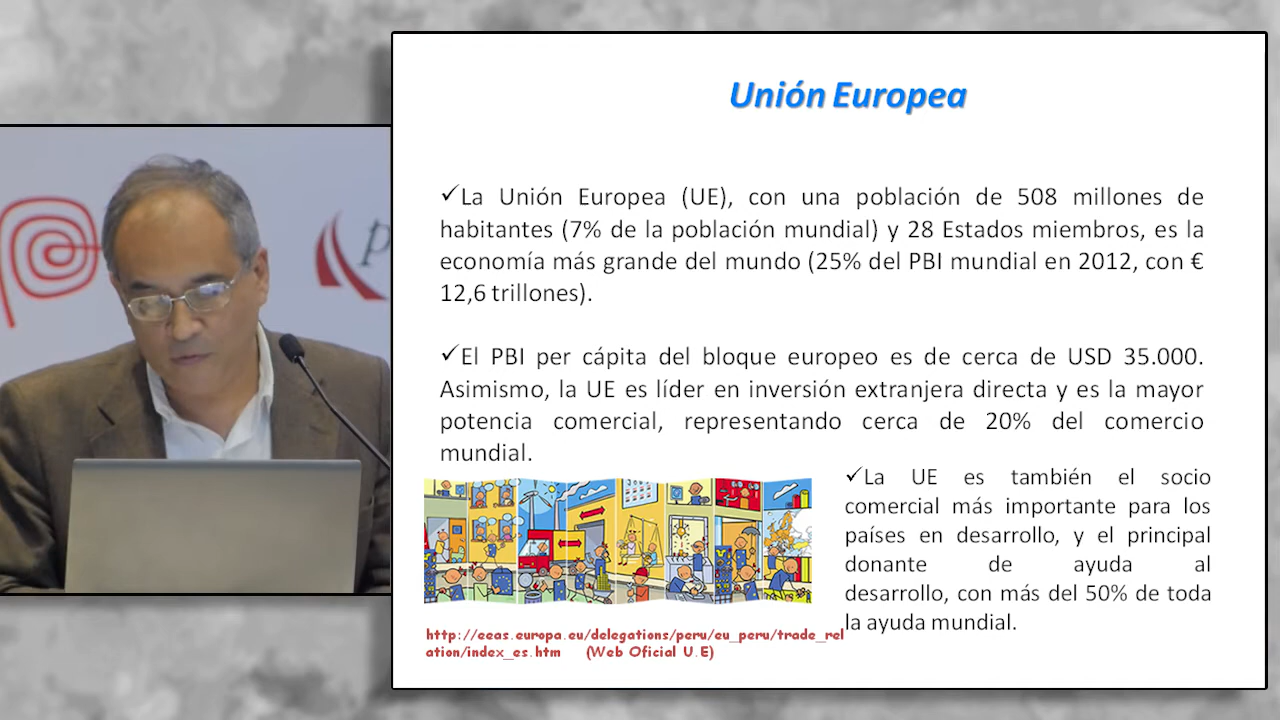 Unión Europea
✓La Unión Europea (UE), con una población de 508 millones de
habitantes (7% de la población mundial) y 28 Estados miembros, es la
economía más grande del mundo (25% del PBI mundial en 2012, con €
12,6 trillones).
✓El PBI per cápita del bloque europeo es de cerca de USD 35.000.
Asimismo, la UE es líder en inversión extranjera directa y es la mayor
potencia comercial, representando cerca de 20% del comercio
mundial.
✓La UE es también el socio
comercial más importante para los
países en desarrollo, y el principal
donante de ayuda al
desarrollo, con más del 50% de toda
la ayuda mundial.
http://eeas.europa.eu/delegations/peru/eu_peru/trade_rel
ation/index_es.htm (Web Oficial U.E)